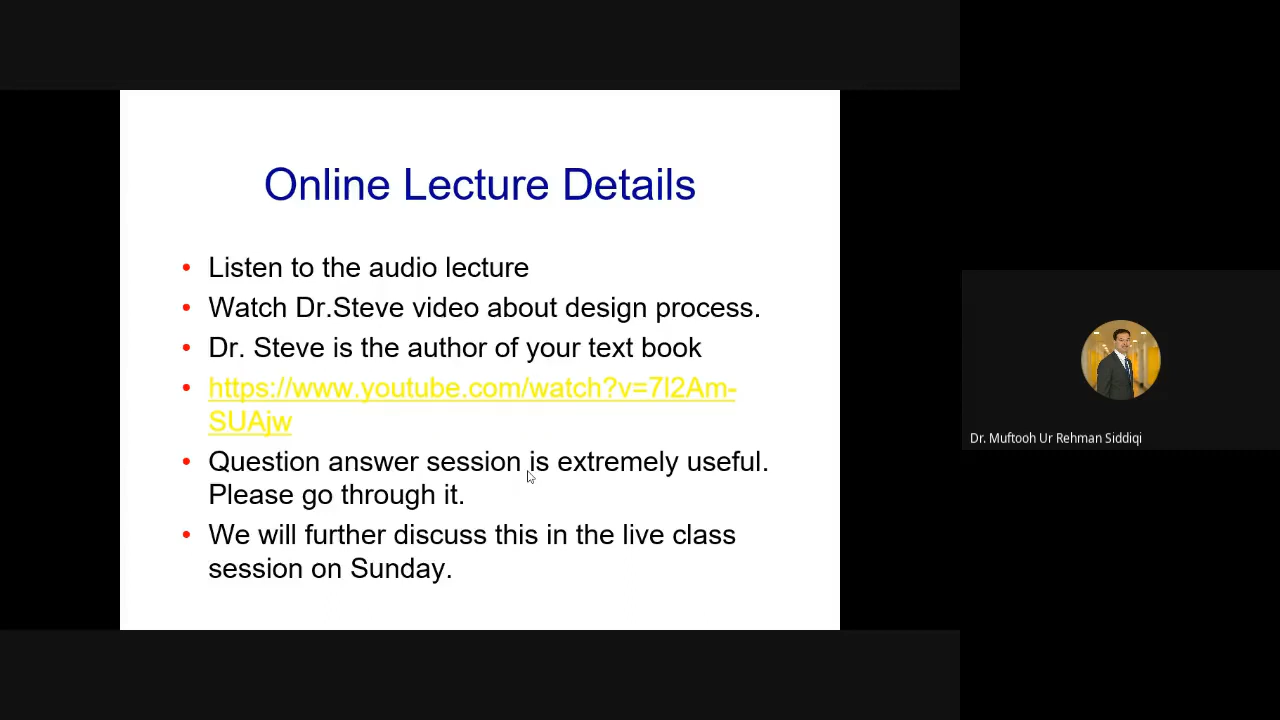 Online Lecture Details
• Listen to the audio lecture
• Watch Dr.Steve video about design process.
• Dr. Steve is the author of your text book
• https://www.youtube.com/watch?v=7l2Am-
SUAjw
• Question answer session is extremely useful.
Please go through it.
• We will further discuss this in the live class
session on Sunday.
Dr. Muftooh Ur Rehman Siddiqi